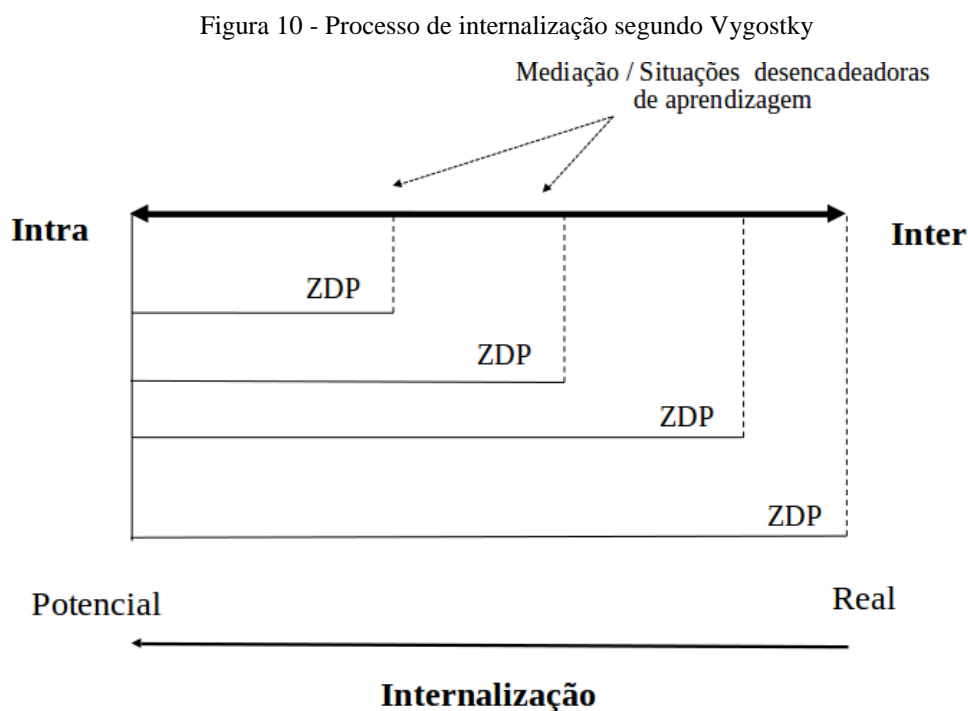 Figura 10 - Processo de internalização segundo Vygostky
Mediação / Situações desencadeadoras
de aprendizagem
Intra
Inter
ZDP
ZDP
ZDP
ZDP
Potencial
Real
Internalização